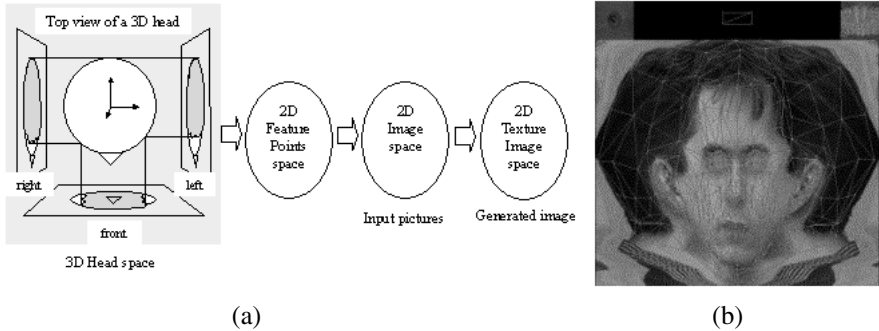 Top view of a 3D head
right
left
front
3D Head space
2D
Feature
Points
space
2D
Image
space
Input pictures
2D
Texture
Image
space
Generated image
(a)
(b)